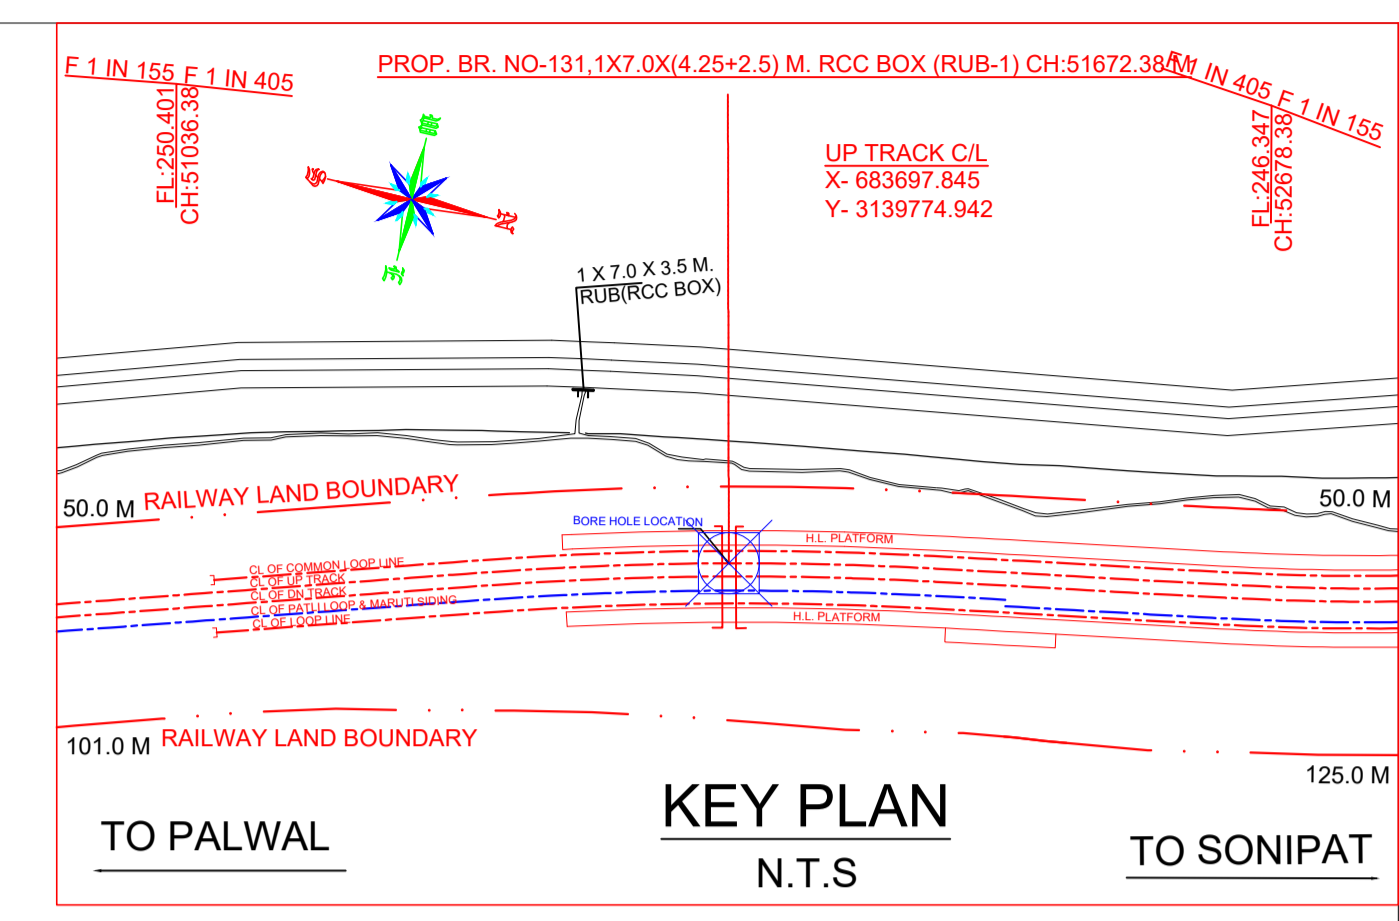 F 1 IN 155
F 1 IN 405
FL:250.401
CH:51036.38
PROP. BR. NO-131,1X7.0X(4.25+2.5) M. RCC BOX (RUB-1) CH:51672.38 M
F 1 IN 405
F 1 IN 155
FL:246.347
CH:52678.38
UP TRACK C/L
X- 683697.845
Y- 3139774.942
N
1 X 7.0 X 3.5 M.
RUB(RCC BOX)
50.0 M
RAILWAY LAND BOUNDARY
50.0 M
BORE HOLE LOCATION
H.L. PLATFORM
CL OF COMMON LOOP LINE
CL OF UP TRACK
CL OF DN TRACK
CL OF PATLI LOOP & MARUTI SIDING
CL OF LOOP LINE
H.L. PLATFORM
101.0 M
RAILWAY LAND BOUNDARY
125.0 M
KEY PLAN
N.T.S
TO PALWAL
TO SONIPAT